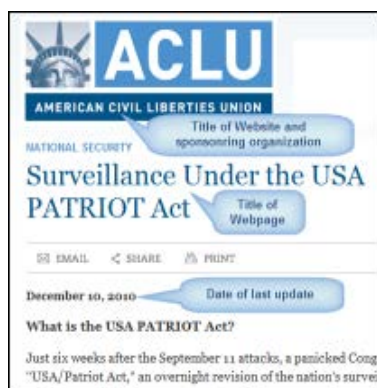 ACLU
AMERICAN CIVIL LIBERTIES UNION
Title of Website and
sponsonring organization
NATIONAL SECURITY
Surveillance Under the USA
PATRIOT Act
Title of
Webpage
EMAIL SHARE PRINT
December 10, 2010
Date of last update
What is the USA PATRIOT Act?
Just six weeks after the September 11 attacks, a panicked Cong
"USA/Patriot Act," an overnight revision of the nation's survei